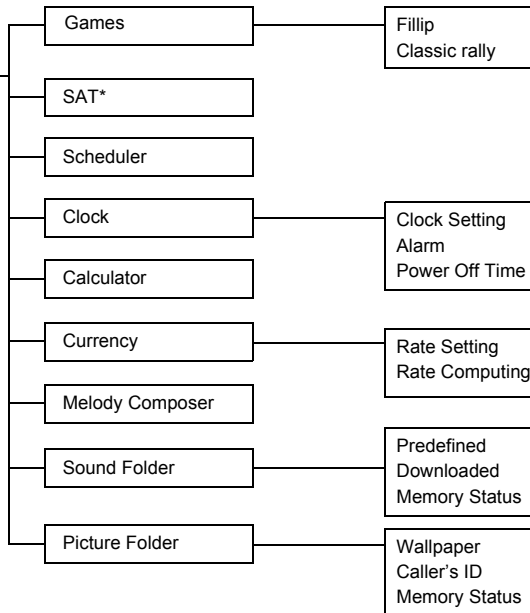 Games
Fillip
Classic rally
SAT*
Scheduler
Clock
Clock Setting
Alarm
Power Off Time
Calculator
Currency
Rate Setting
Rate Computing
Melody Composer
Sound Folder
Predefined
Downloaded
Memory Status
Picture Folder
Wallpaper
Caller's ID
Memory Status